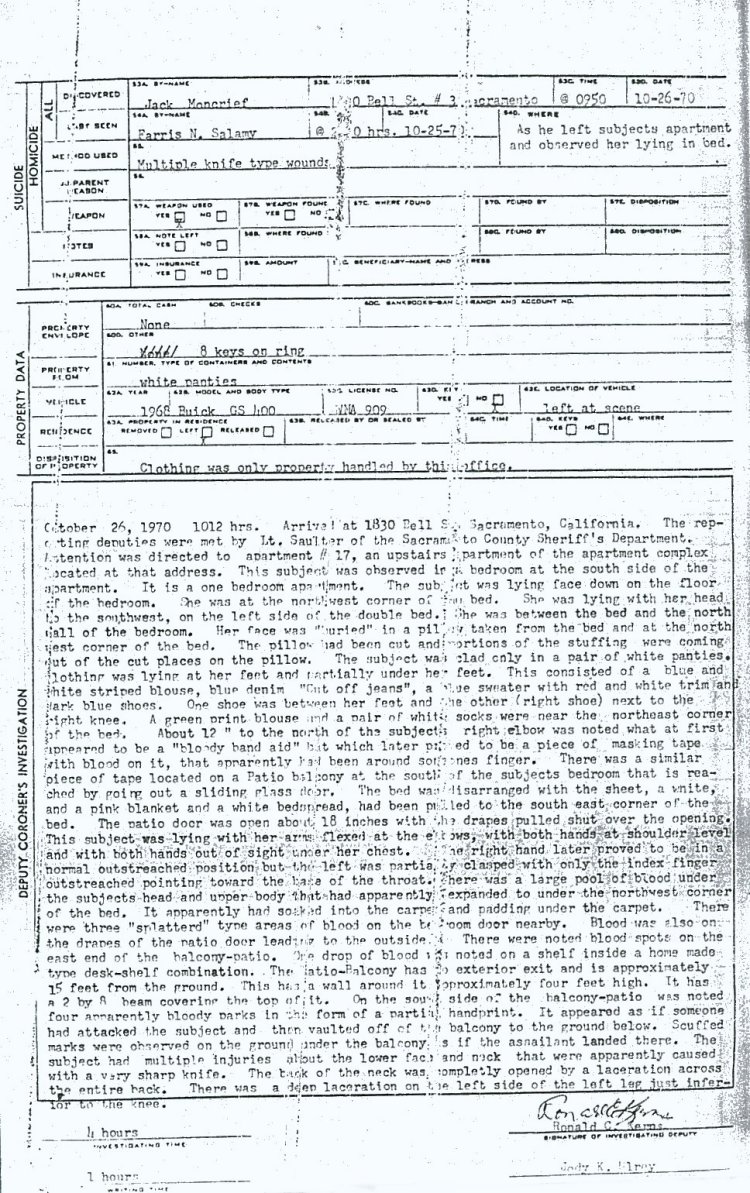 53A. BY-NAME 53B. ADDRESS 53C. TIME 53D. DATE
DISCOVERED Jack Moncrief Bell St. # 3 Sacramento @ 0950 10-26-70
54A. BY-NAME 54B. 54C. DATE 54D. WHERE
LAST SEEN Farris N. Salamy @ hrs. 10-25-7 As he left subjects apartment
and observed her lying in bed.
ALL
HOMICIDE
SUICIDE
55.
METHOD USED Multiple knife type wounds
56.
APPARENT REASON
57A. WEAPON USED 57B. WEAPON FOUND 57C. WHERE FOUND 57D. FOUND BY 57E. DISPOSITION
WEAPON YES NO YES NO
58A. NOTE LEFT 58B. WHERE FOUND 58C. FOUND BY 58D. DISPOSITION
NOTES YES NO
59A. INSURANCE 59B. AMOUNT 59C. BENEFICIARY-NAME AND ADDRESS
INSURANCE YES NO
PROPERTY DATA
60A. TOTAL CASH 60B. CHECKS 60C. BANKBOOKS-BANK BRANCH AND ACCOUNT NO.
PROPERTY ENVELOPE None
60D. OTHER
8 keys on ring
61. NUMBER, TYPE OF CONTAINERS AND CONTENTS
PROPERTY FROM white panties
62A. YEAR 62B. MODEL AND BODY TYPE 62C. LICENSE NO. 62D. KEY 62E. LOCATION OF VEHICLE
VEHICLE 1968 Buick GS 400 909 YES NO left at scene
63A. PROPERTY IN RESIDENCE 63B. RELEASED BY OR SEALED BY 64C. TIME 64D. KEYS 64E. WHERE
RESIDENCE REMOVED LEFT RELEASED YES NO
65.
DISPOSITION OF PROPERTY Clothing was only property handled by this office.
DEPUTY CORONER'S INVESTIGATION
October 26, 1970 1012 hrs. Arrived at 1830 Bell St. Sacramento, California. The rep-
orting deputies were met by Lt. Saulter of the Sacramento County Sheriff's Department.
Attention was directed to apartment # 17, an upstairs apartment of the apartment complex
located at that address. This subject was observed in a bedroom at the south side of the
apartment. It is a one bedroom apartment. The subject was lying face down on the floor
of the bedroom. She was at the northwest corner of the bed. She was lying with her head
to the southwest, on the left side of the double bed. She was between the bed and the north
wall of the bedroom. Her face was "buried" in a pillow taken from the bed and at the north
west corner of the bed. The pillow had been cut and portions of the stuffing were coming
out of the cut places on the pillow. The subject was clad only in a pair of white panties.
Clothing was lying at her feet and partially under her feet. This consisted of a blue and
white striped blouse, blue denim "Cut off jeans", a blue sweater with red and white trim and
dark blue shoes. One shoe was between her feet and the other (right shoe) next to the
right knee. A green print blouse and a pair of white socks were near the northeast corner
of the bed. About 12 " to the north of the subjects right elbow was noted what at first
appeared to be a "bloody band aid" but which later proved to be a piece of masking tape
with blood on it, that apparently had been around someones finger. There was a similar
piece of tape located on a Patio balcony at the south of the subjects bedroom that is rea-
ched by going out a sliding glass door. The bed was disarranged with the sheet, a white,
and a pink blanket and a white bedspread, had been pulled to the south east corner of the
bed. The patio door was open about 18 inches with the drapes pulled shut over the opening.
This subject was lying with her arms flexed at the elbows, with both hands at shoulder level
and with both hands out of sight under her chest. The right hand later proved to be in a
normal outstreached position but the left was partially clasped with only the index finger
outstreached pointing toward the base of the throat. There was a large pool of blood under
the subjects head and upper body that had apparently expanded to under the northwest corner
of the bed. It apparently had soaked into the carpet and padding under the carpet. There
were three "splatterd" type areas of blood on the bedroom door nearby. Blood was also on
the drapes of the patio door leading to the outside. There were noted blood spots on the
east end of the balcony-patio. One drop of blood was noted on a shelf inside a home made
type desk-shelf combination. The Patio-Balcony has no exterior exit and is approximately
15 feet from the ground. This has a wall around it approximately four feet high. It has
a 2 by 8 beam covering the top of it. On the south side of the balcony-patio was noted
four apparently bloody marks in the form of a partial handprint. It appeared as if someone
had attacked the subject and then vaulted off of the balcony to the ground below. Scuffed
marks were observed on the ground under the balcony as if the assailant landed there. The
subject had multiple injuries about the lower face and neck that were apparently caused
with a very sharp knife. The back of the neck was completly opened by a laceration across
the entire back. There was a deep laceration on the left side of the left leg just infer-
ior to the knee.
4 hours
INVESTIGATING TIME
Ronald C. Kerns
SIGNATURE OF INVESTIGATING DEPUTY
1 hours
WRITING TIME
Jody K.